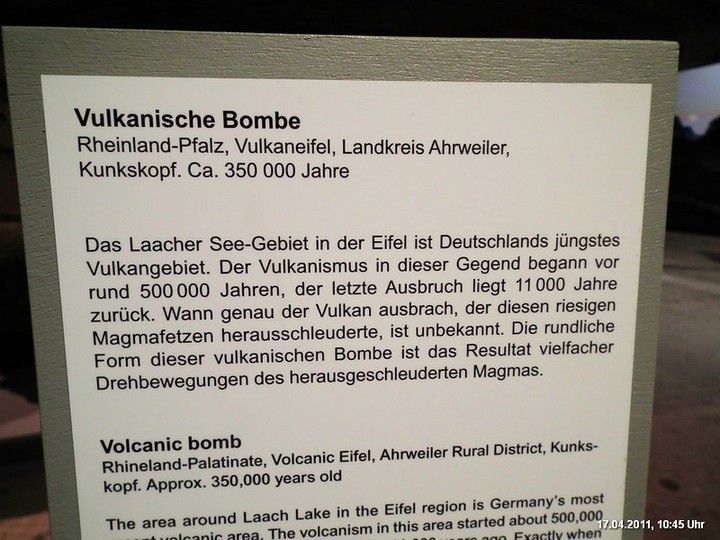 Vulkanische Bombe
Rheinland-Pfalz, Vulkaneifel, Landkreis Ahrweiler,
Kunkskopf. Ca. 350 000 Jahre
Das Laacher See-Gebiet in der Eifel ist Deutschlands jüngstes
Vulkangebiet. Der Vulkanismus in dieser Gegend begann vor
rund 500 000 Jahren, der letzte Ausbruch liegt 11 000 Jahre
zurück. Wann genau der Vulkan ausbrach, der diesen riesigen
Magmafetzen herausschleuderte, ist unbekannt. Die rundliche
Form dieser vulkanischen Bombe ist das Resultat vielfacher
Drehbewegungen des herausgeschleuderten Magmas.
Volcanic bomb
Rhineland-Palatinate, Volcanic Eifel, Ahrweiler Rural District, Kunks-
kopf. Approx. 350,000 years old
The area around Laach Lake in the Eifel region is Germany's most
volcanic area. The volcanism in this area started about 500,000
years ago. Exactly when
17.04.2011, 10:45 Uhr